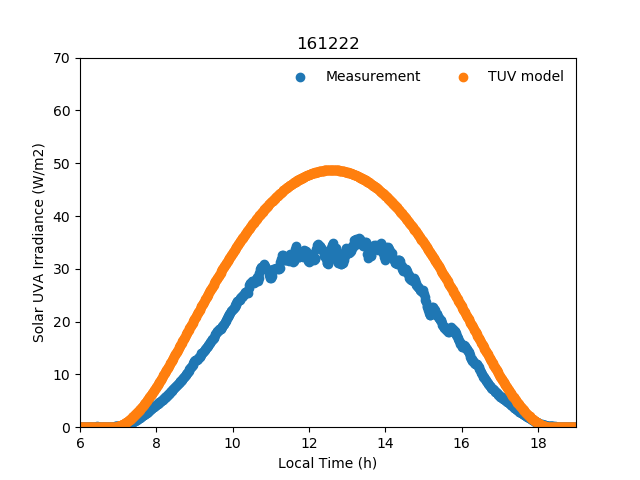 161222
Measurement
TUV model
Solar UVA Irradiance (W/m2)
70
60
50
40
30
20
10
0
6 8 10 12 14 16 18
Local Time (h)